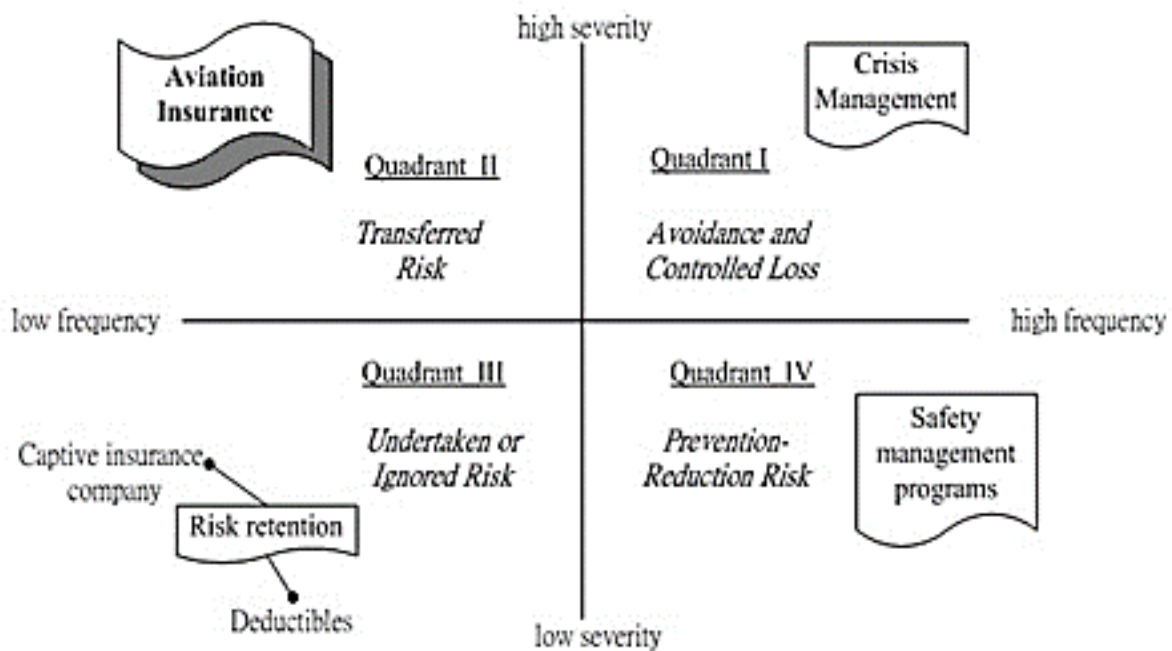 high severity
Aviation
Insurance
Crisis
Management
Quadrant II
Quadrant I
Transferred
Risk
Avoidance and
Controlled Loss
low frequency
high frequency
Quadrant III
Quadrant IV
Undertaken or
Ignored Risk
Prevention-
Reduction Risk
Safety
management
programs
Captive insurance
company
Risk retention
Deductibles
low severity